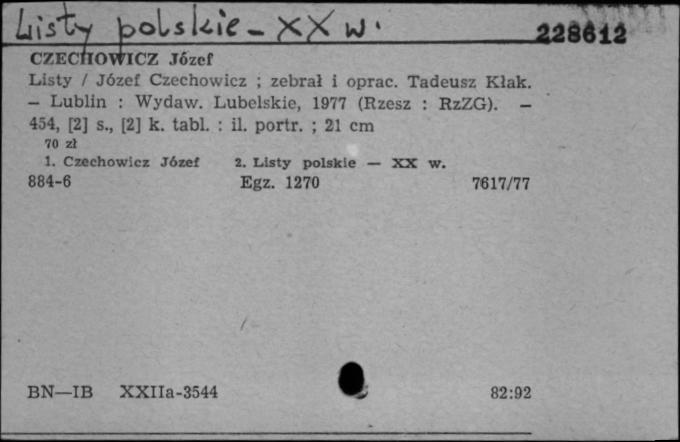 Listy polskie - XX w.
228612
CZECHOWICZ Józef
Listy / Józef Czechowicz ; zebrał i oprac. Tadeusz Kłak.
— Lublin : Wydaw. Lubelskie, 1977 (Rzesz : RzZG). —
454, [2] s., [2] k. tabl. : il. portr. ; 21 cm
70 zł
1. Czechowicz Józef 2. Listy polskie — XX w.
884-6 Egz. 1270 7617/77
BN—IB XXIIa-3544 82:92